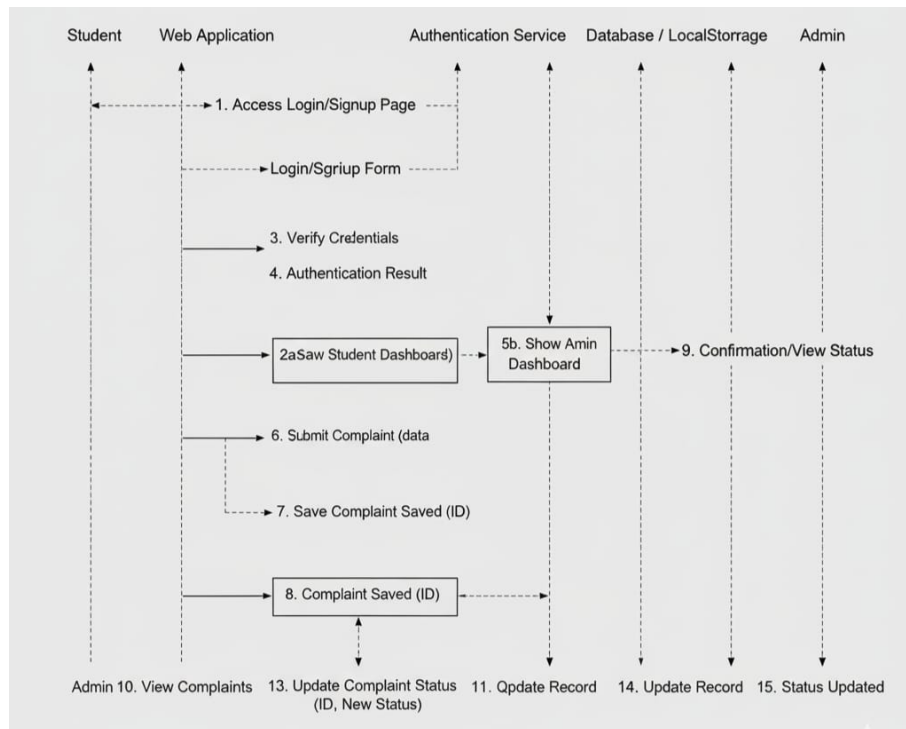 Student
Web Application
Authentication Service
Database / LocalStorrage
Admin
1. Access Login/Signup Page
Login/Sgriup Form
3. Verify Credentials
4. Authentication Result
2aSaw Student Dashboard)
5b. Show Amin
Dashboard
9. Confirmation/View Status
6. Submit Complaint (data
7. Save Complaint Saved (ID)
8. Complaint Saved (ID)
Admin 10. View Complaints
13. Update Complaint Status
(ID, New Status)
11. Qpdate Record
14. Update Record
15. Status Updated